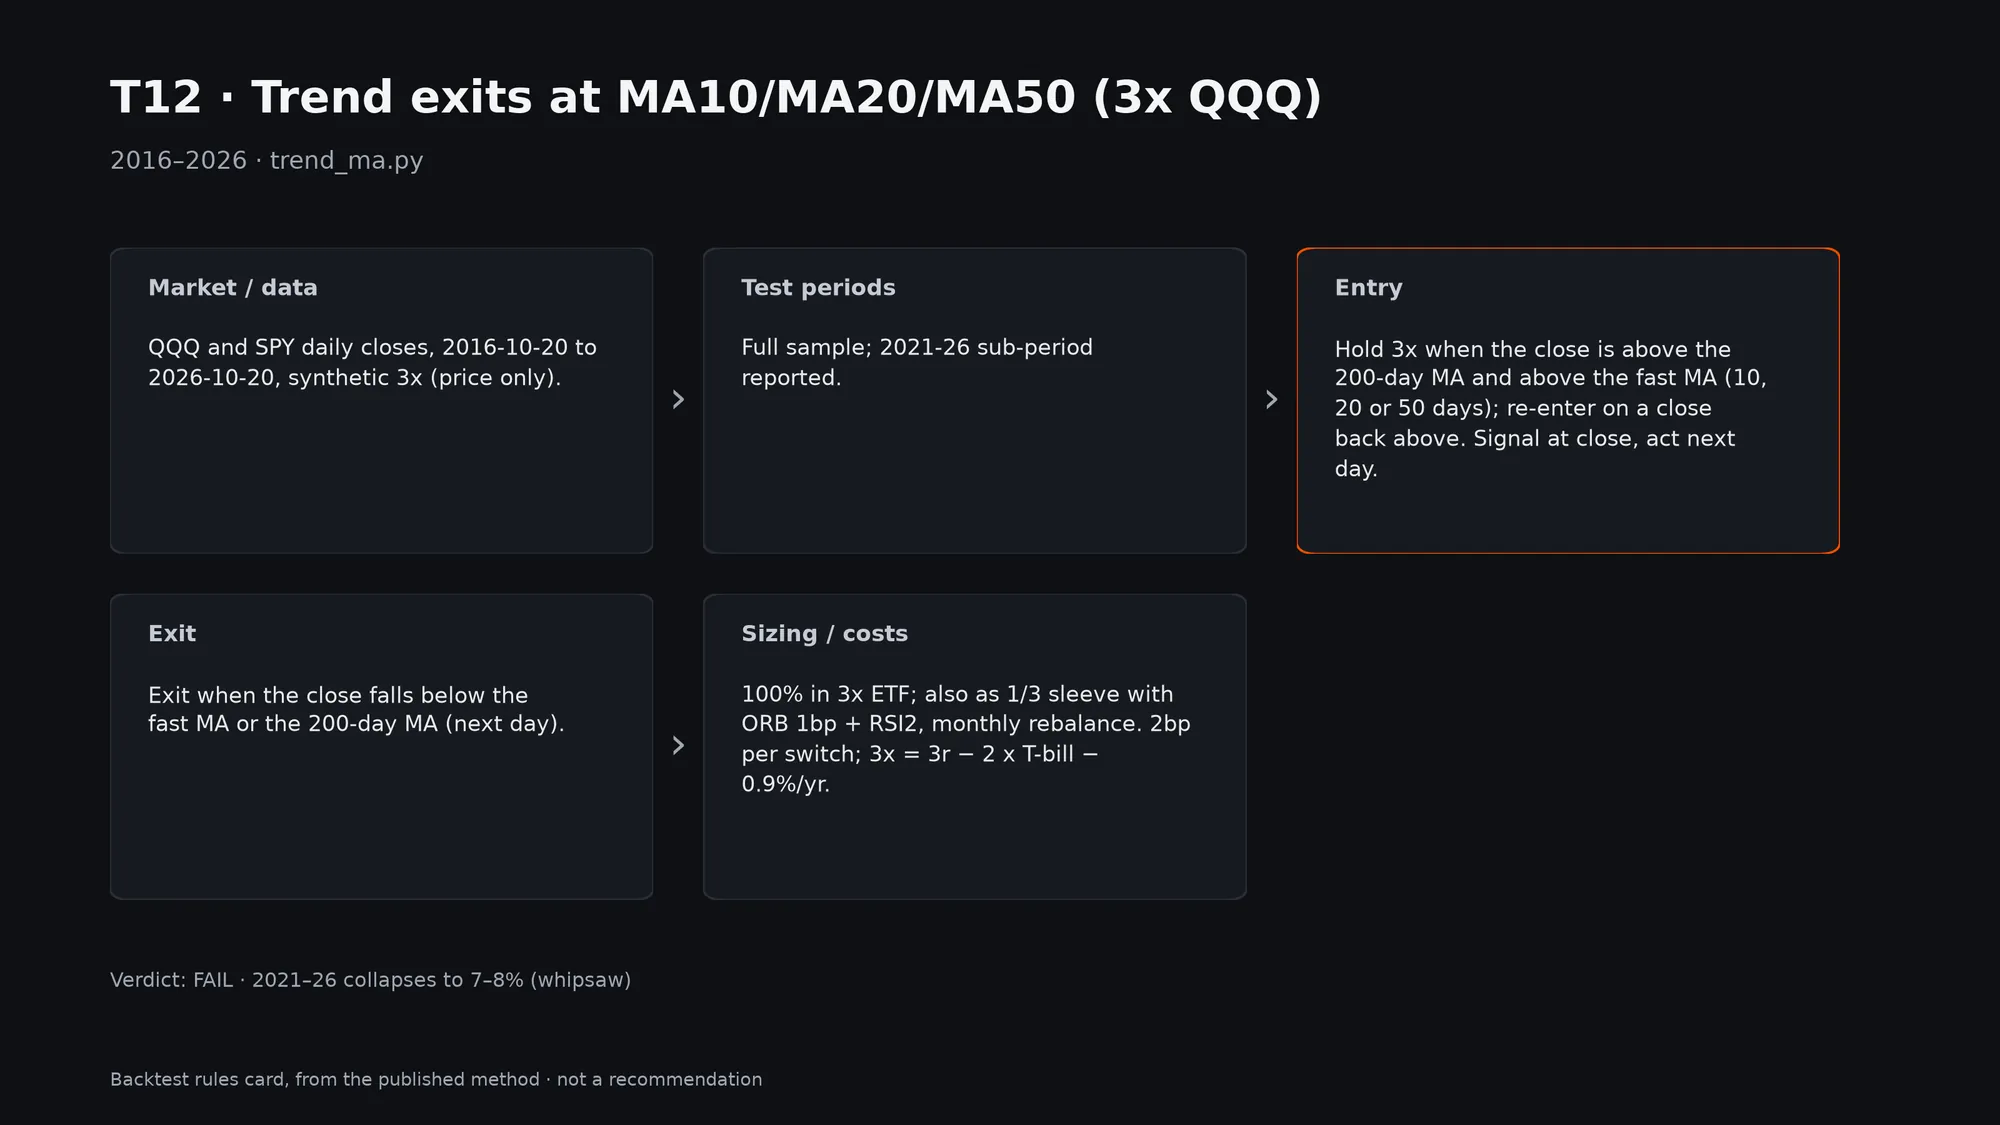 T12 · Trend exits at MA10/MA20/MA50 (3x QQQ)
2016–2026 · trend_ma.py
Market / data
QQQ and SPY daily closes, 2016-10-20 to
2026-10-20, synthetic 3x (price only).
›
Test periods
Full sample; 2021-26 sub-period
reported.
›
Entry
Hold 3x when the close is above the
200-day MA and above the fast MA (10,
20 or 50 days); re-enter on a close
back above. Signal at close, act next
day.
Exit
Exit when the close falls below the
fast MA or the 200-day MA (next day).
›
Sizing / costs
100% in 3x ETF; also as 1/3 sleeve with
ORB 1bp + RSI2, monthly rebalance. 2bp
per switch; 3x = 3r − 2 x T-bill −
0.9%/yr.
Verdict: FAIL · 2021–26 collapses to 7–8% (whipsaw)
Backtest rules card, from the published method · not a recommendation